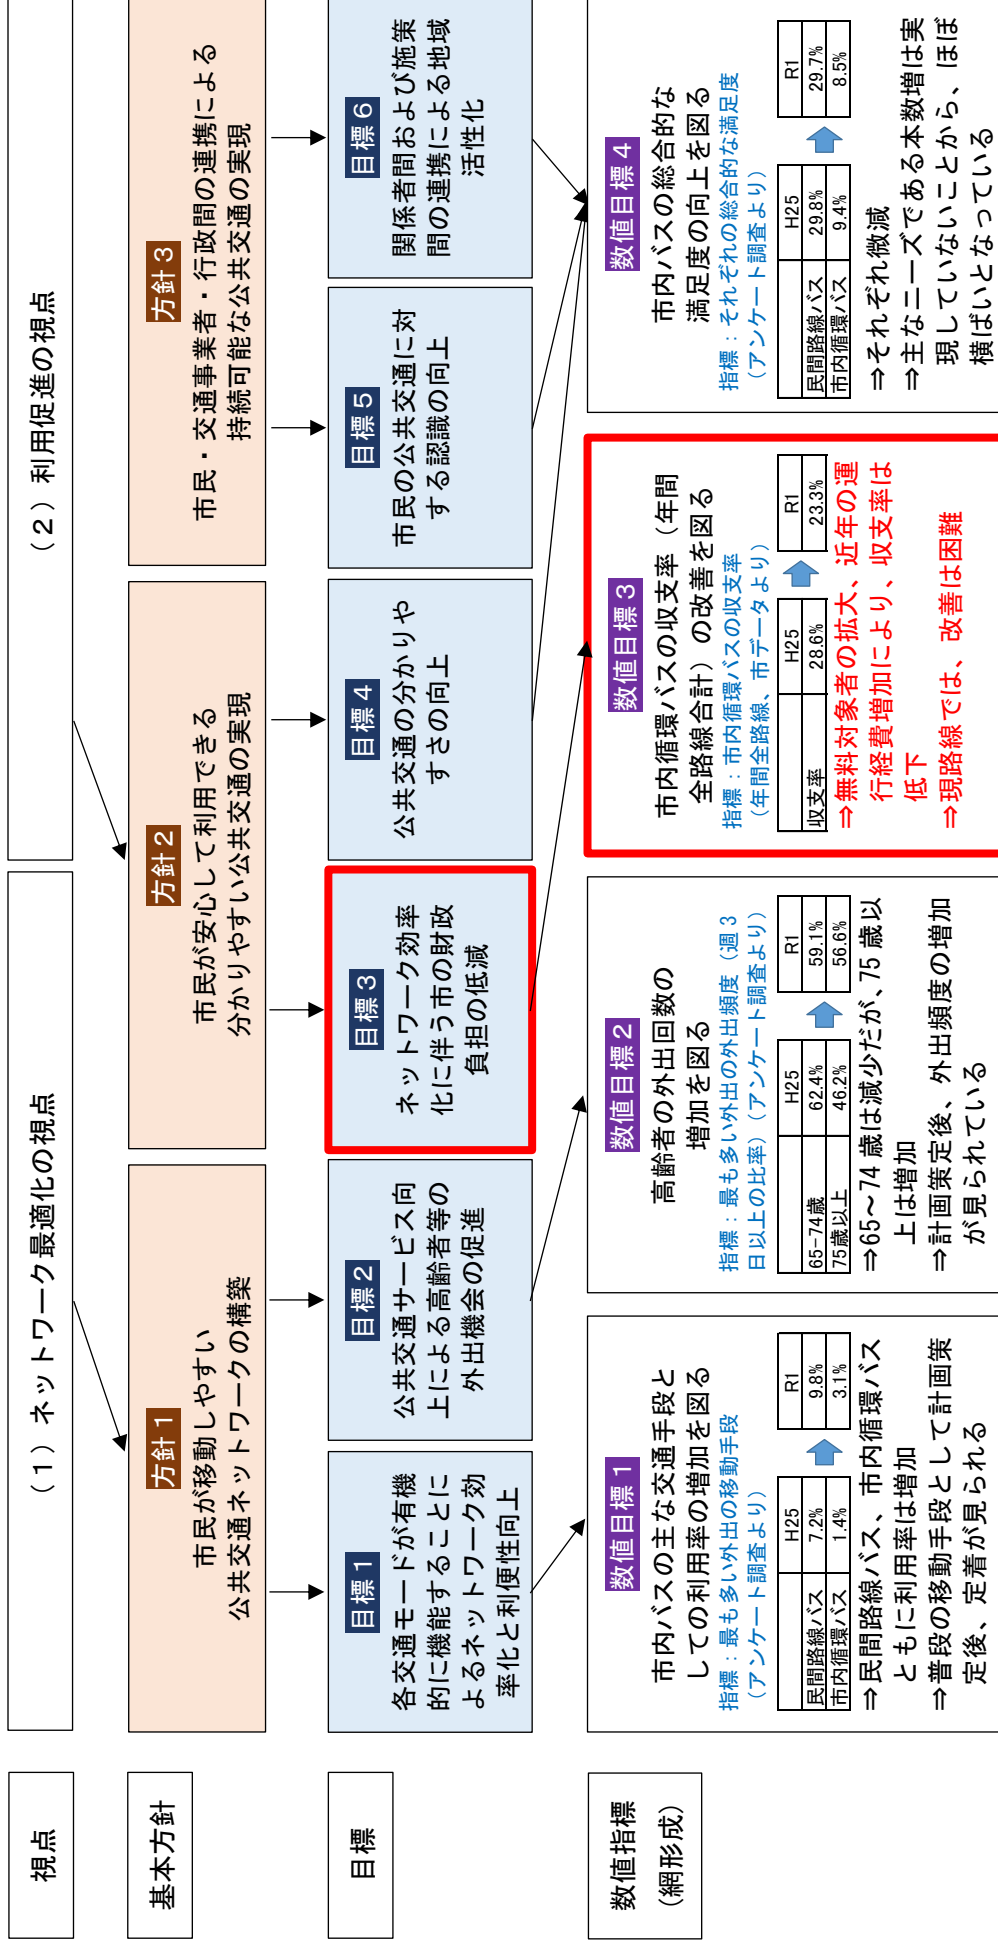 視点
（１）ネットワーク最適化の視点
（２）利用促進の視点
基本方針
方針１
市民が移動しやすい
公共交通ネットワークの構築
方針２
市民が安心して利用できる
分かりやすい公共交通の実現
方針３
市民・交通事業者・行政間の連携による
持続可能な公共交通の実現
目標
目標１
各交通モードが有機
的に機能することに
よるネットワーク効
率化と利便性向上
目標２
公共交通サービス向
上による高齢者等の
外出機会の促進
目標３
ネットワーク効率
化に伴う市の財政
負担の低減
目標４
公共交通の分かりや
すさの向上
目標５
市民の公共交通に対
する認識の向上
目標６
関係者間および施策
間の連携による地域
活性化
数値指標
（網形成）
数値目標１
市内バスの主な交通手段と
しての利用率の増加を図る
指標：最も多い外出の移動手段
（アンケート調査より）
H25 R1
民間路線バス 7.2% 9.8%
市内循環バス 1.4% 3.1%
⇒民間路線バス、市内循環バス
ともに利用率は増加
⇒普段の移動手段として計画策
定後、定着が見られる
数値目標２
高齢者の外出回数の
増加を図る
指標：最も多い外出の外出頻度（週３
日以上の比率）（アンケート調査より）
H25 R1
65-74歳 62.4% 59.1%
75歳以上 46.2% 56.6%
⇒65～74 歳は減少だが、75 歳以
上は増加
⇒計画策定後、外出頻度の増加
が見られている
数値目標３
市内循環バスの収支率（年間
全路線合計）の改善を図る
指標：市内循環バスの収支率
（年間全路線、市データより）
H25 R1
収支率 28.6% 23.3%
⇒無料対象者の拡大、近年の運
行経費増加により、収支率は
低下
⇒現路線では、改善は困難
数値目標４
市内バスの総合的な
満足度の向上を図る
指標：それぞれの総合的な満足度
（アンケート調査より）
H25 R1
民間路線バス 29.8% 29.7%
市内循環バス 9.4% 8.5%
⇒それぞれ微減
⇒主なニーズである本数増は実
現していないことから、ほぼ
横ばいとなっている